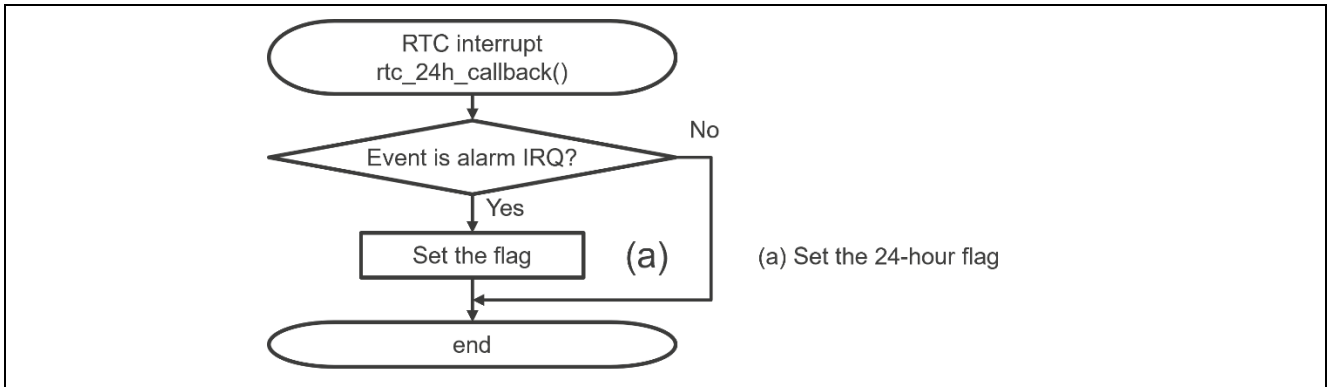 RTC interrupt
rtc_24h_callback()
No
Event is alarm IRQ?
Yes
Set the flag
(a)
(a) Set the 24-hour flag
end